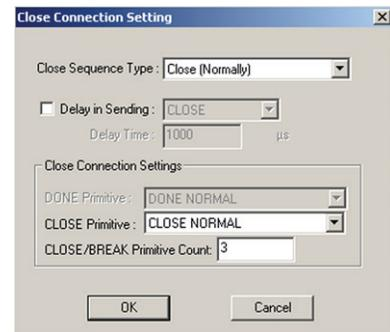 Close Connection Setting
Close Sequence Type : Close (Normally)
Delay in Sending : CLOSE
Delay Time : 1000 µs
Close Connection Settings
DONE Primitive : DONE NORMAL
CLOSE Primitive : CLOSE NORMAL
CLOSE/BREAK Primitive Count: 3
OK Cancel